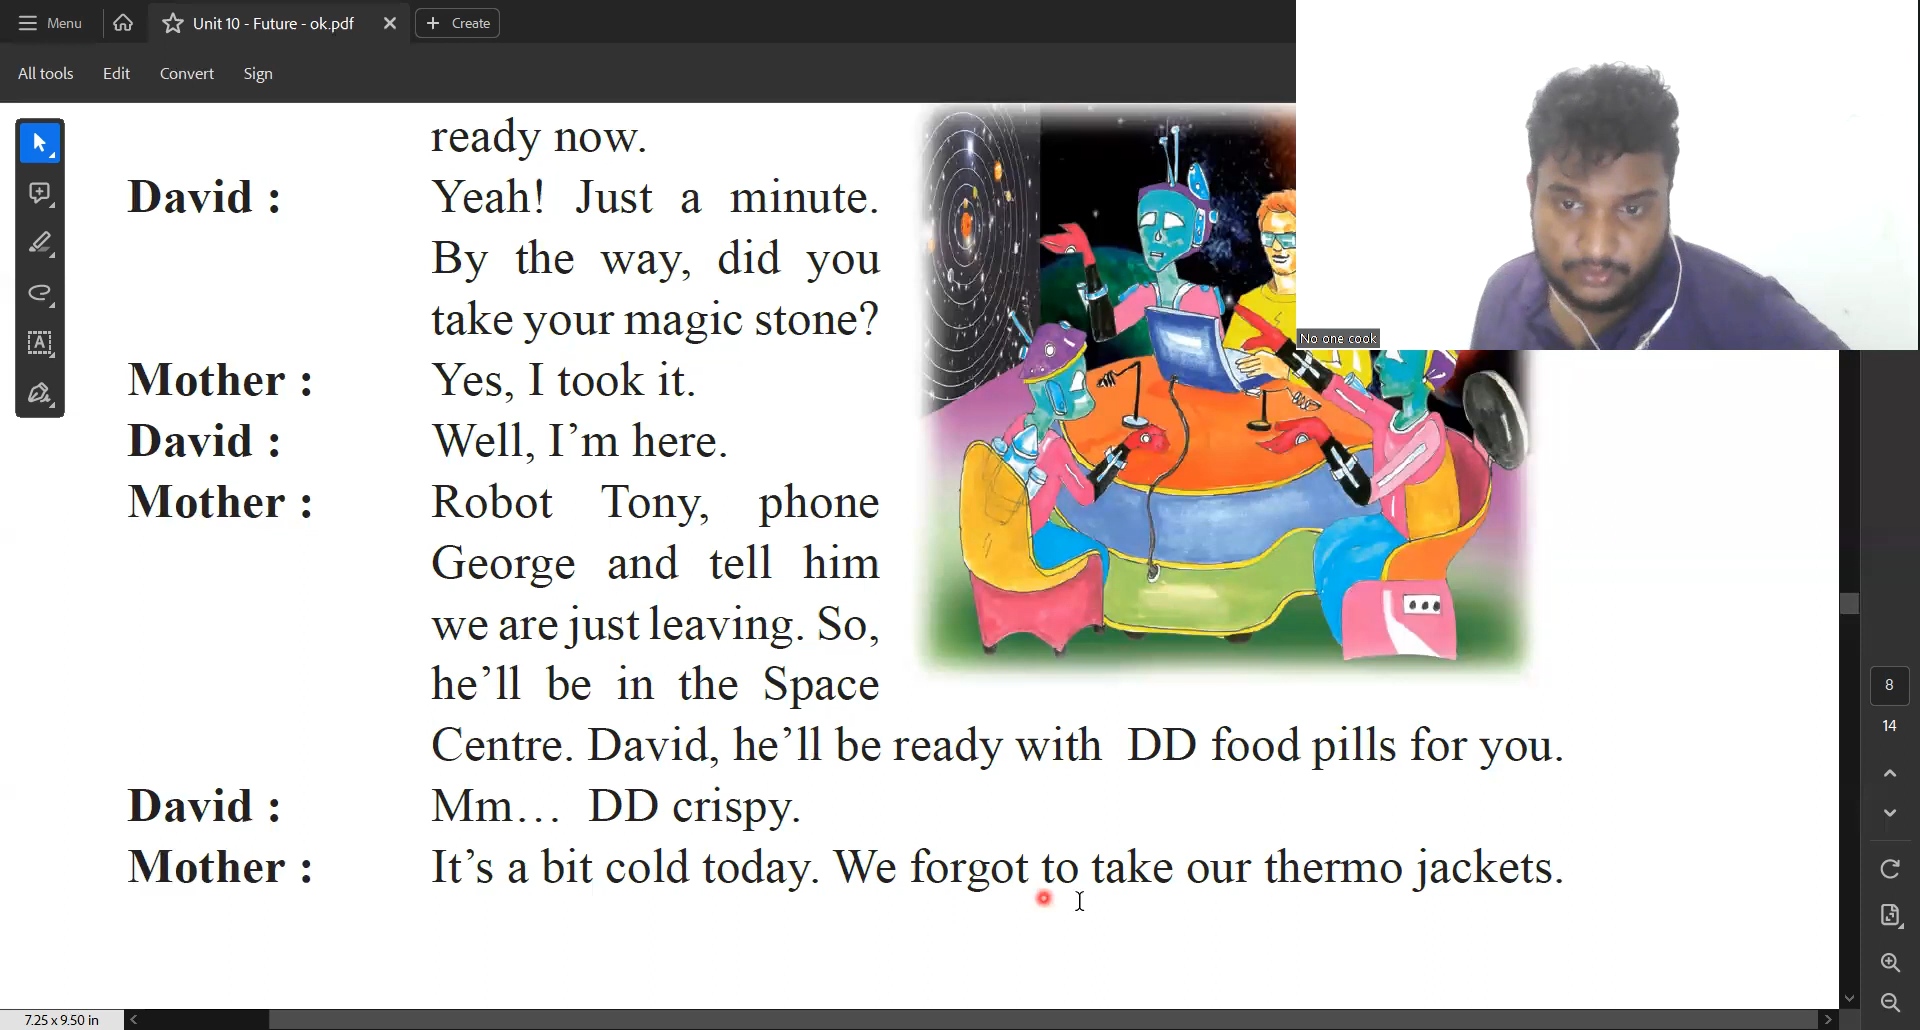 Menu
Unit 10 - Future - ok.pdf
Create
All tools Edit Convert Sign
No one cook
ready now.
David : Yeah! Just a minute.
By the way, did you
take your magic stone?
Mother : Yes, I took it.
David : Well, I'm here.
Mother : Robot Tony, phone
George and tell him
we are just leaving. So,
he'll be in the Space
Centre. David, he'll be ready with DD food pills for you.
David : Mm… DD crispy.
Mother : It's a bit cold today. We forgot to take our thermo jackets.
8
14
7.25 x 9.50 in